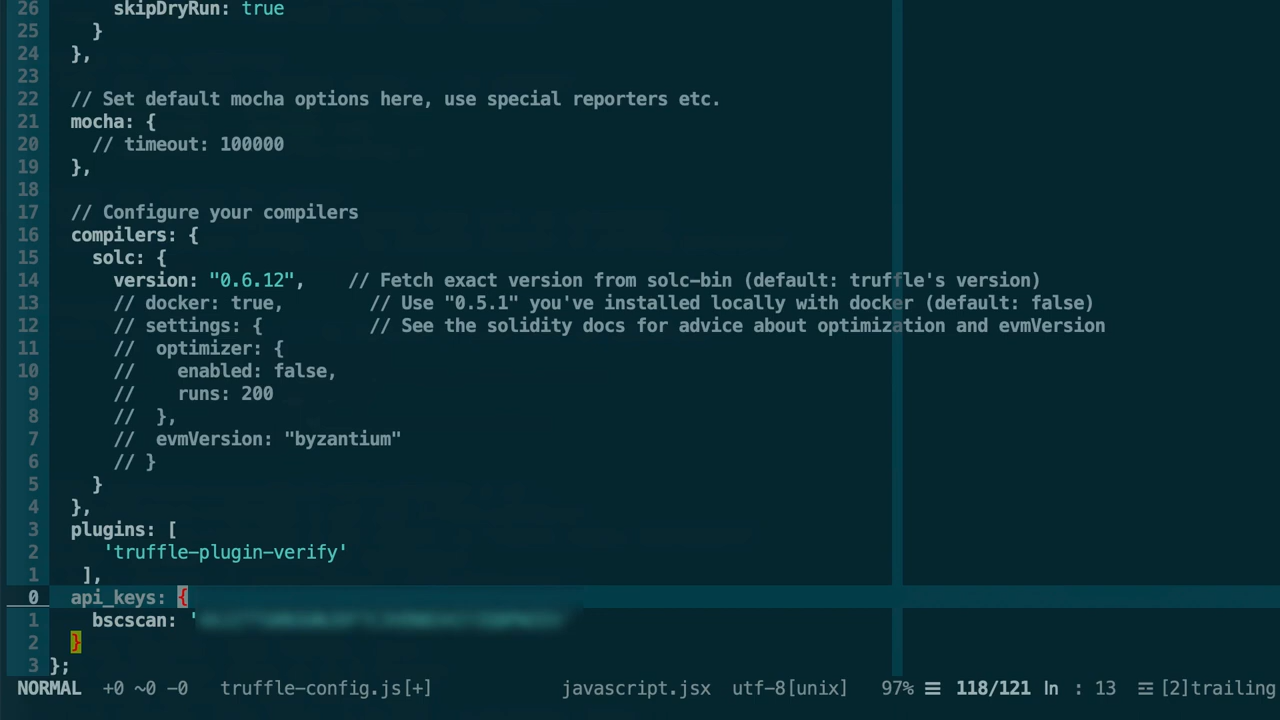 26       skipDryRun: true
25     }
24   },
23
22   // Set default mocha options here, use special reporters etc.
21   mocha: {
20     // timeout: 100000
19   },
18
17   // Configure your compilers
16   compilers: {
15     solc: {
14       version: "0.6.12",    // Fetch exact version from solc-bin (default: truffle's version)
13       // docker: true,        // Use "0.5.1" you've installed locally with docker (default: false)
12       // settings: {          // See the solidity docs for advice about optimization and evmVersion
11       //  optimizer: {
10       //    enabled: false,
9       //    runs: 200
8       //  },
7       //  evmVersion: "byzantium"
6       // }
5     }
4   },
3   plugins: [
2      'truffle-plugin-verify'
1    ],
0   api_keys: {
1     bscscan: '
2   }
3 };
NORMAL  +0 ~0 -0   truffle-config.js[+]   javascript.jsx  utf-8[unix]   97% ☰ 118/121 ln : 13  ☲ [2]trailing